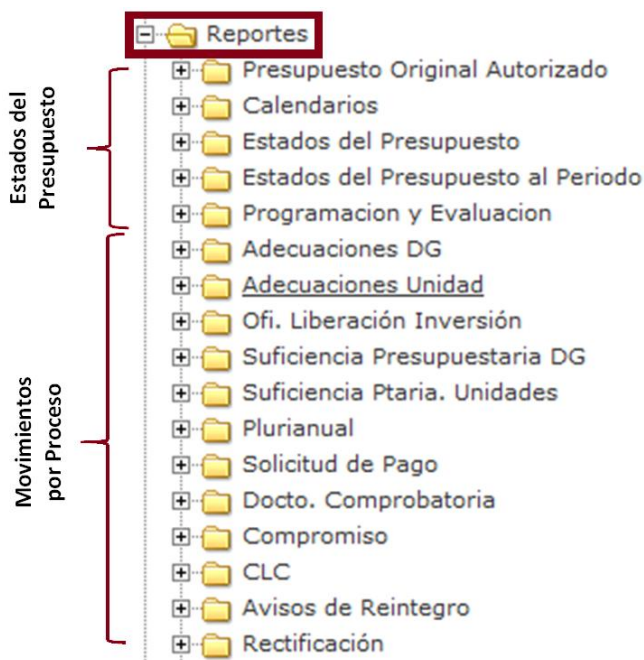 Reportes
Estados del
Presupuesto
Presupuesto Original Autorizado
Calendarios
Estados del Presupuesto
Estados del Presupuesto al Periodo
Programacion y Evaluacion
Movimientos
por Proceso
Adecuaciones DG
Adecuaciones Unidad
Ofi. Liberación Inversión
Suficiencia Presupuestaria DG
Suficiencia Ptaria. Unidades
Plurianual
Solicitud de Pago
Docto. Comprobatoria
Compromiso
CLC
Avisos de Reintegro
Rectificación